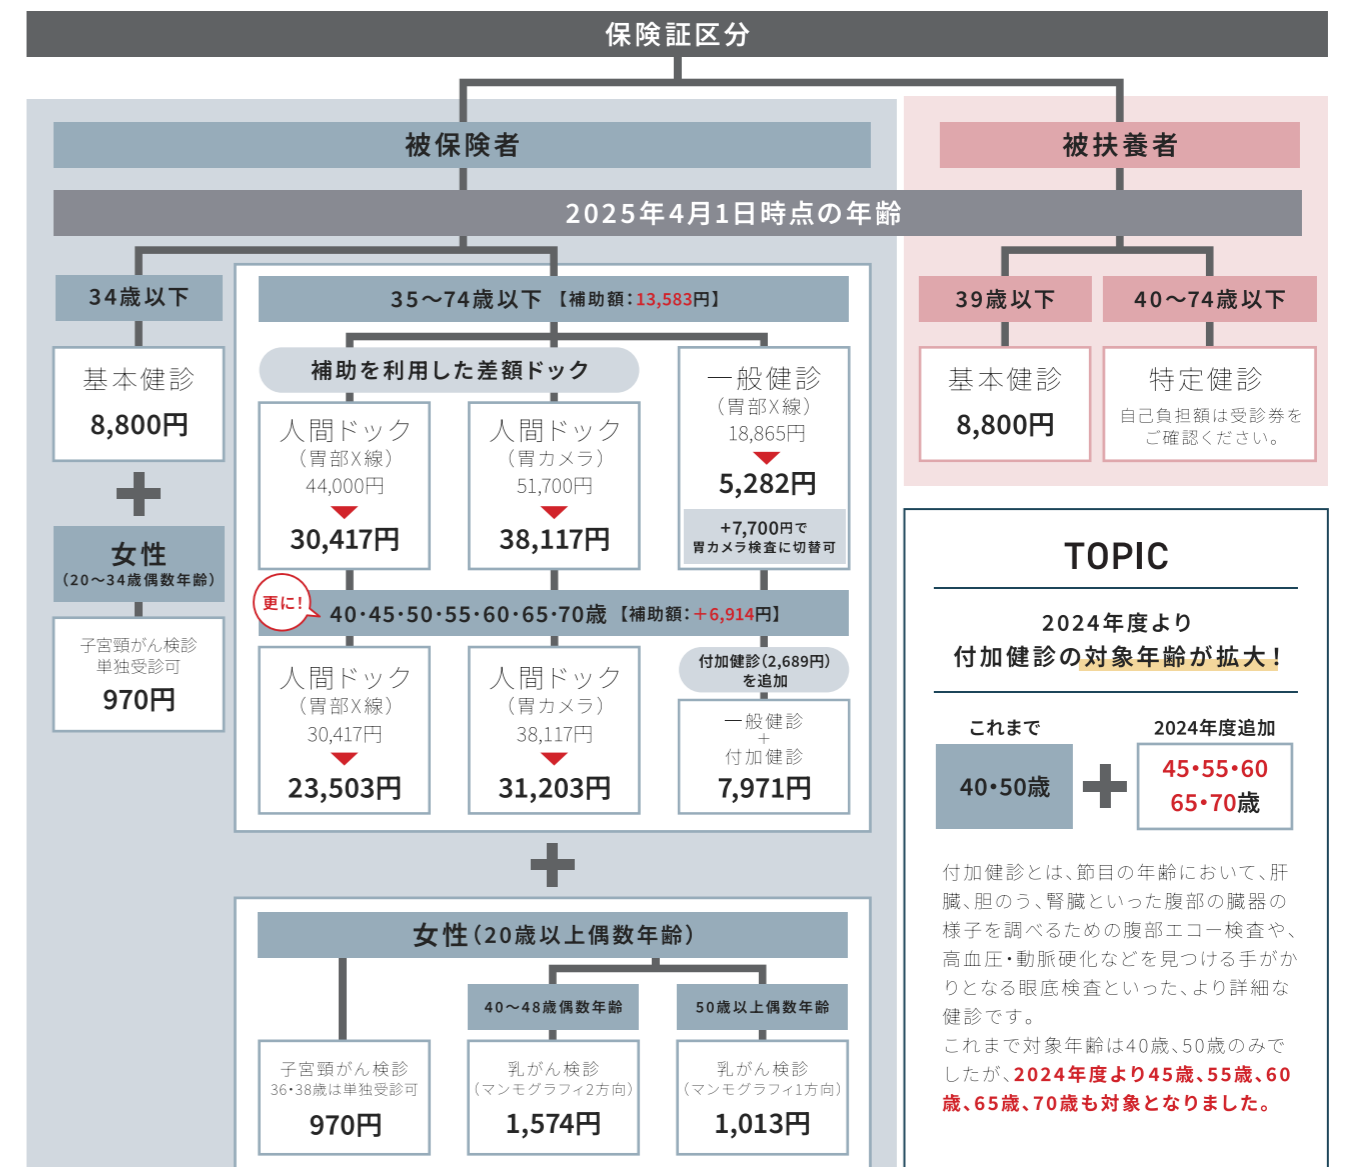 保険証区分
被保険者
被扶養者
2025年4月1日時点の年齢
34歳以下
基本健診
8,800円
女性
（20〜34歳偶数年齢）
子宮頸がん検診
単独受診可
970円
35〜74歳以下【補助額：13,583円】
補助を利用した差額ドック
人間ドック
（胃部X線）
44,000円
30,417円
人間ドック
（胃カメラ）
51,700円
38,117円
一般健診
（胃部X線）
18,865円
5,282円
+7,700円で
胃カメラ検査に切替可
更に！
40・45・50・55・60・65・70歳【補助額：＋6,914円】
人間ドック
（胃部X線）
30,417円
23,503円
人間ドック
（胃カメラ）
38,117円
31,203円
付加健診（2,689円）
を追加
一般健診
＋
付加健診
7,971円
女性（20歳以上偶数年齢）
子宮頸がん検診
36・38歳は単独受診可
970円
40〜48歳偶数年齢
乳がん検診
（マンモグラフィ2方向）
1,574円
50歳以上偶数年齢
乳がん検診
（マンモグラフィ1方向）
1,013円
39歳以下
基本健診
8,800円
40〜74歳以下
特定健診
自己負担額は受診券を
ご確認ください。
TOPIC
2024年度より
付加健診の対象年齢が拡大！
これまで
40・50歳
2024年度追加
45・55・60
65・70歳
付加健診とは、節目の年齢において、肝
臓、胆のう、腎臓といった腹部の臓器の
様子を調べるための腹部エコー検査や、
高血圧・動脈硬化などを見つける手がか
りとなる眼底検査といった、より詳細な
健診です。
これまで対象年齢は40歳、50歳のみで
したが、2024年度より45歳、55歳、60
歳、65歳、70歳も対象となりました。